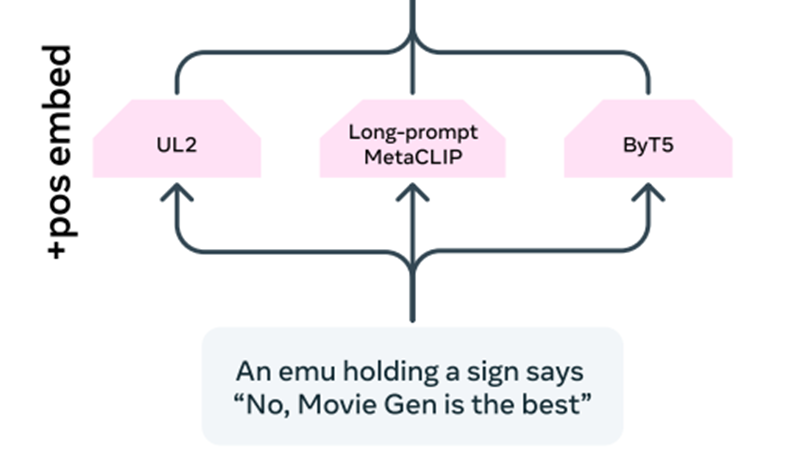 +pos embed
UL2
Long-prompt
MetaCLIP
ByT5
An emu holding a sign says
“No, Movie Gen is the best”